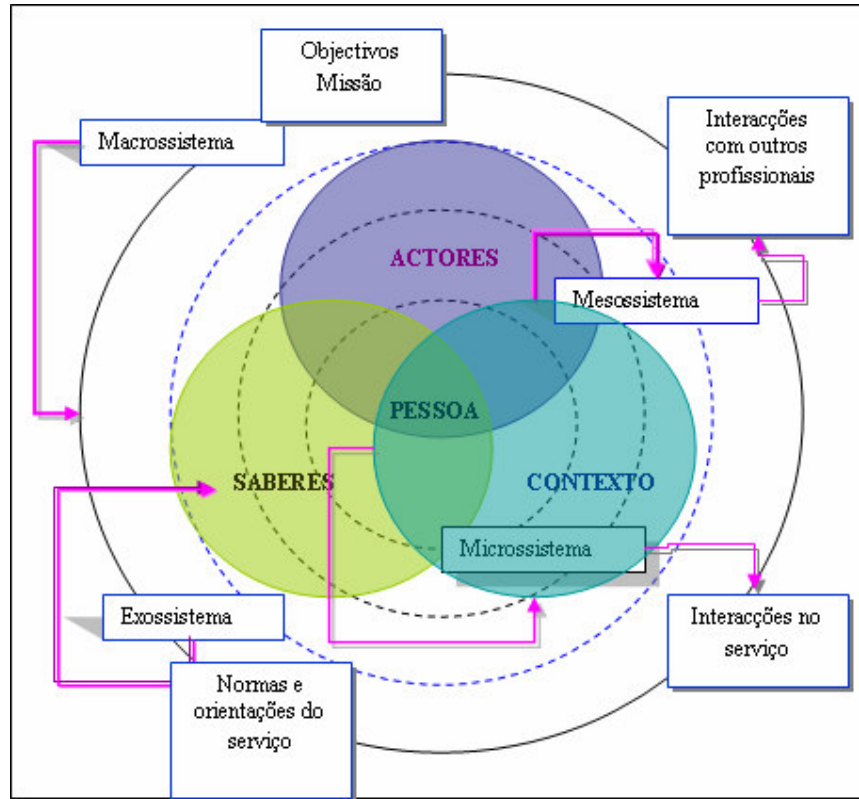 Objectivos
Missão
Macrossistema
Interacções
com outros
profissionais
ACTORES
Mesossistema
PESSOA
SABERES
CONTEXTO
Microssistema
Exossistema
Interacções no
serviço
Normas e
orientações do
serviço